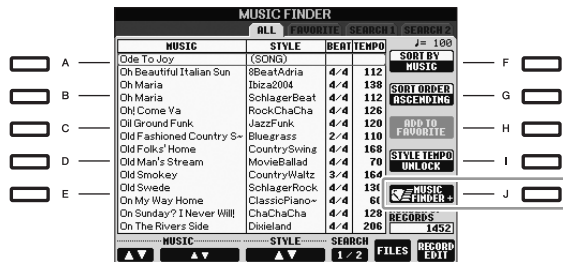 MUSIC FINDER
ALL FAVORITE SEARCH 1 SEARCH 2
MUSIC STYLE BEAT TEMPO ♩= 100
Ode To Joy (SONG)
Oh Beautiful Italian Sun 8BeatAdria 4/4 112
Oh Maria Ibiza2004 4/4 138
Oh Maria SchlagerBeat 4/4 112
Oh! Come Va RockChaCha 4/4 126
Oil Ground Funk JazzFunk 4/4 120
Old Fashioned Country S~ Bluegrass 2/4 110
Old Folks' Home CountrySwing 4/4 168
Old Man's Stream MovieBallad 4/4 70
Old Smokey CountryWaltz 3/4 164
Old Swede SchlagerRock 4/4
On My Way Home ClassicPiano~ 4/4
On Sunday? I Never Will! ChaChaCha 4/4 128
On The Rivers Side Dixieland 4/4 206
SORT BY
MUSIC
SORT ORDER
ASCENDING
ADD TO
FAVORITE
STYLE TEMPO
UNLOCK
MUSIC
FINDER +
RECORDS
1452
MUSIC STYLE SEARCH
▲▼ ▲▼ ▲▼ 1/2 FILES RECORD
EDIT
A
B
C
D
E
F
G
H
I
J